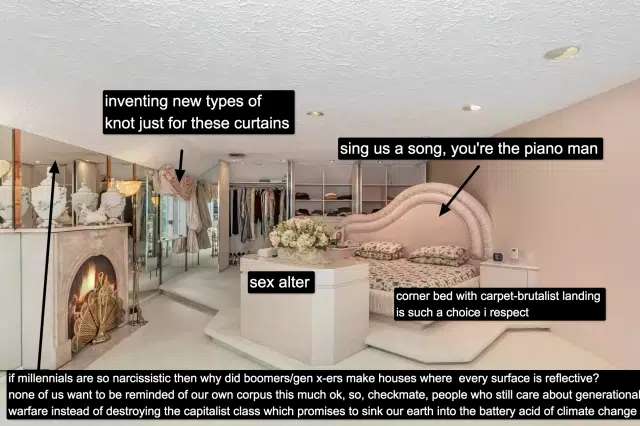 inventing new types of
knot just for these curtains
sing us a song, you're the piano man
sex alter
corner bed with carpet-brutalist landing
is such a choice i respect
if millennials are so narcissistic then why did boomers/gen x-ers make houses where every surface is reflective?
none of us want to be reminded of our own corpus this much ok, so, checkmate, people who still care about generational
warfare instead of destroying the capitalist class which promises to sink our earth into the battery acid of climate change